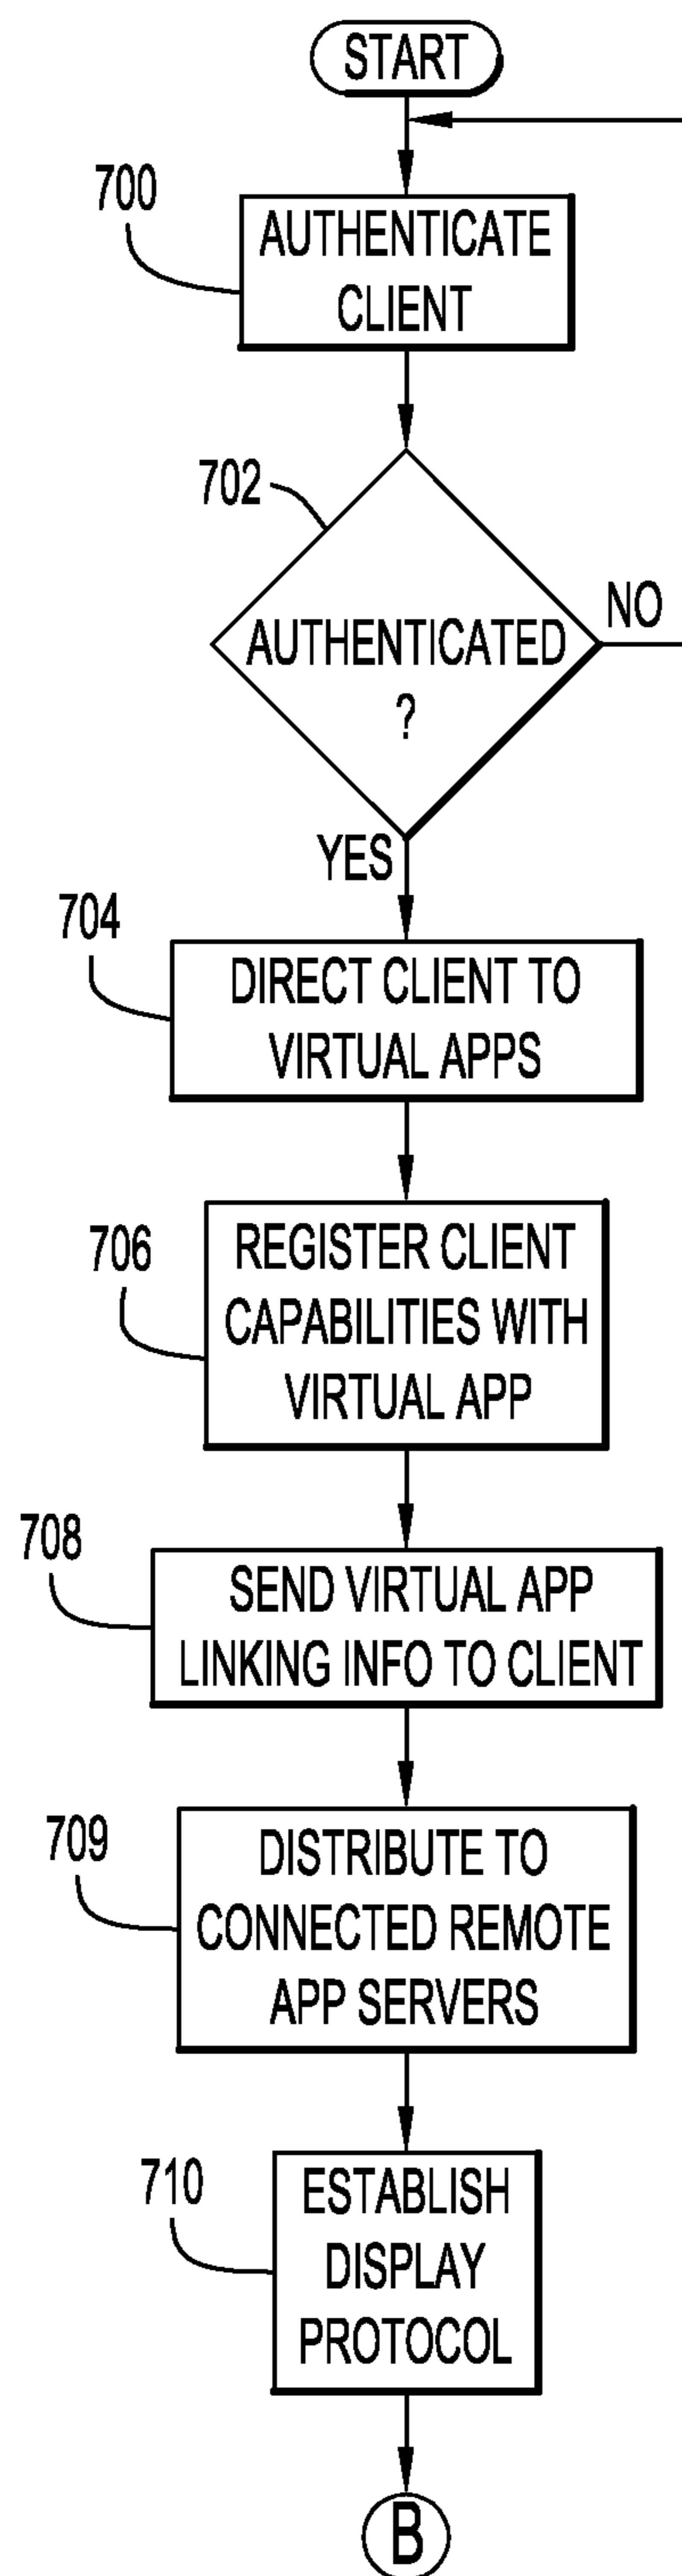 START
700
AUTHENTICATE
CLIENT
702
AUTHENTICATED
?
NO
YES
704
DIRECT CLIENT TO
VIRTUAL APPS
706
REGISTER CLIENT
CAPABILITIES WITH
VIRTUAL APP
708
SEND VIRTUAL APP
LINKING INFO TO CLIENT
709
DISTRIBUTE TO
CONNECTED REMOTE
APP SERVERS
710
ESTABLISH
DISPLAY
PROTOCOL
B